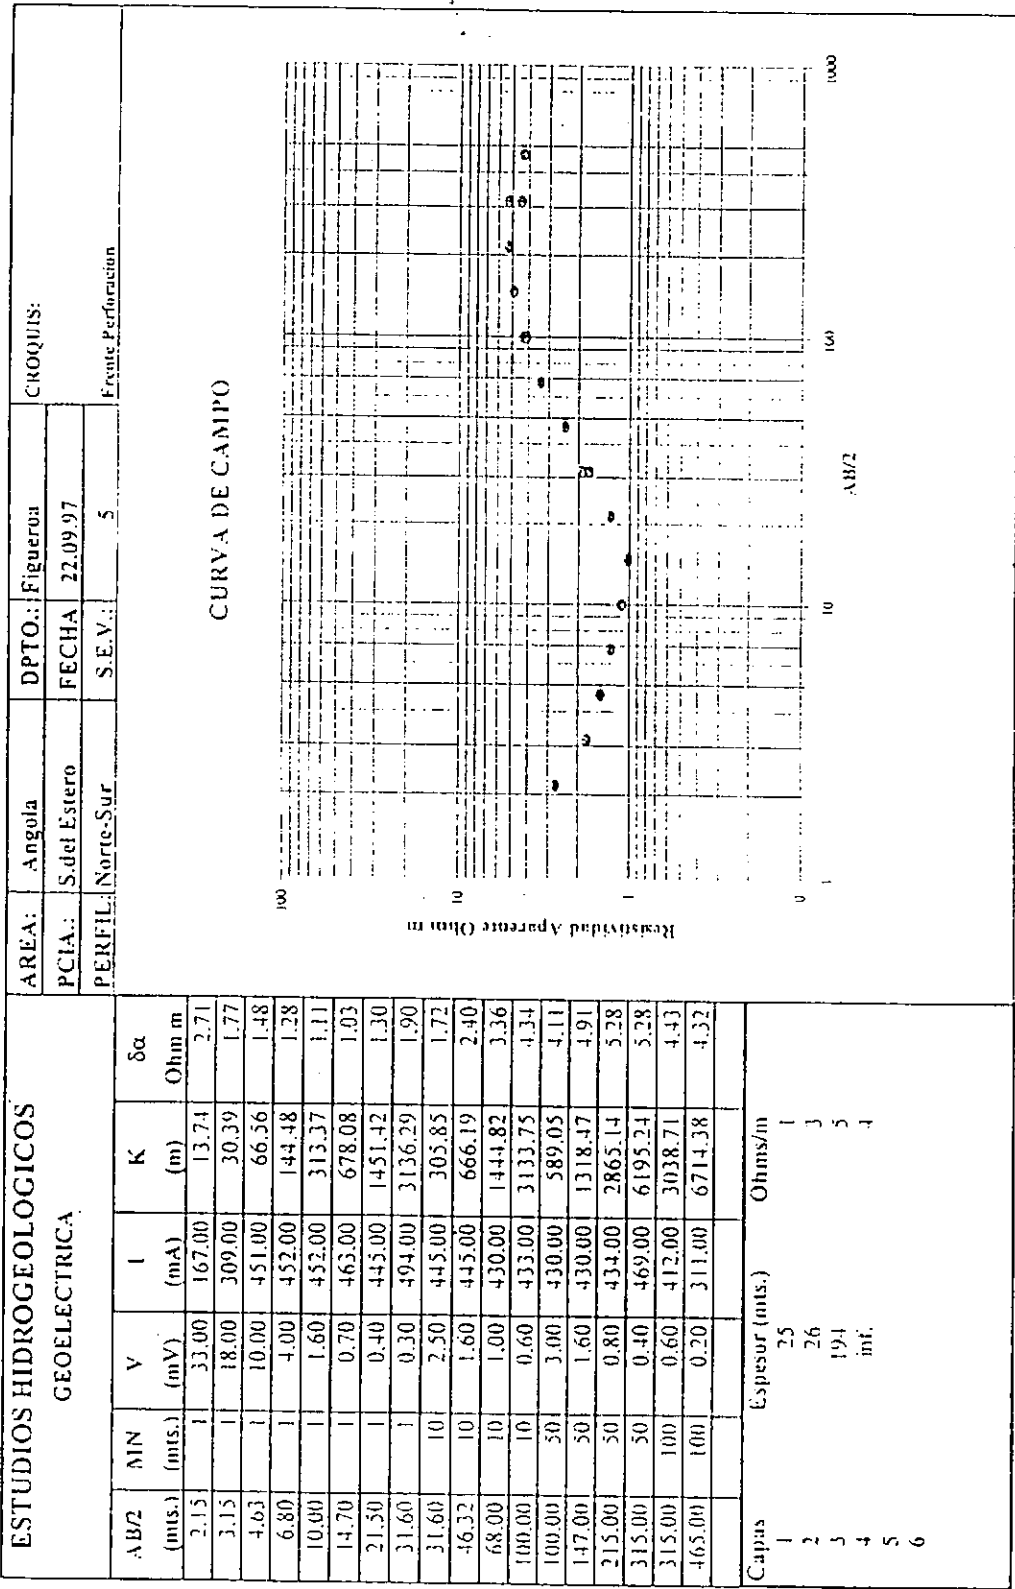 ESTUDIOS HIDROGEOLOGICOS
GEOELECTRICA
AREA: Angola DPTO.: Figueroa CROQUIS:
PCIA.: S.del Estero FECHA 22.09.97
PERFIL: Norte-Sur S.E.V.: 5 Frente Perforacion
AB/2 MN V I K δα
(mts.) (mts.) (mV) (mA) (m) Ohm m
2.15 1 33.00 167.00 13.74 2.71
3.15 1 18.00 309.00 30.39 1.77
4.63 1 10.00 451.00 66.56 1.48
6.80 1 4.00 452.00 144.48 1.28
10.00 1 1.60 452.00 313.37 1.11
14.70 1 0.70 463.00 678.08 1.03
21.50 1 0.40 445.00 1451.42 1.30
31.60 1 0.30 494.00 3136.29 1.90
31.60 10 2.50 445.00 305.85 1.72
46.32 10 1.60 445.00 666.19 2.40
68.00 10 1.00 430.00 1444.82 3.36
100.00 10 0.60 433.00 3133.75 4.34
100.00 50 3.00 430.00 589.05 4.11
147.00 50 1.60 430.00 1318.47 4.91
215.00 50 0.80 434.00 2865.14 5.28
315.00 50 0.40 469.00 6195.24 5.28
315.00 100 0.60 412.00 3038.71 4.43
465.00 100 0.20 311.00 6714.38 4.32
Capas Espesur (mts.) Ohms/m
1 25 1
2 26 3
3 194 5
4 inf. 4
5
6
CURVA DE CAMPO
Resistividad Aparente Ohm m
100
10
1
0
1 10 100 1000
AB/2